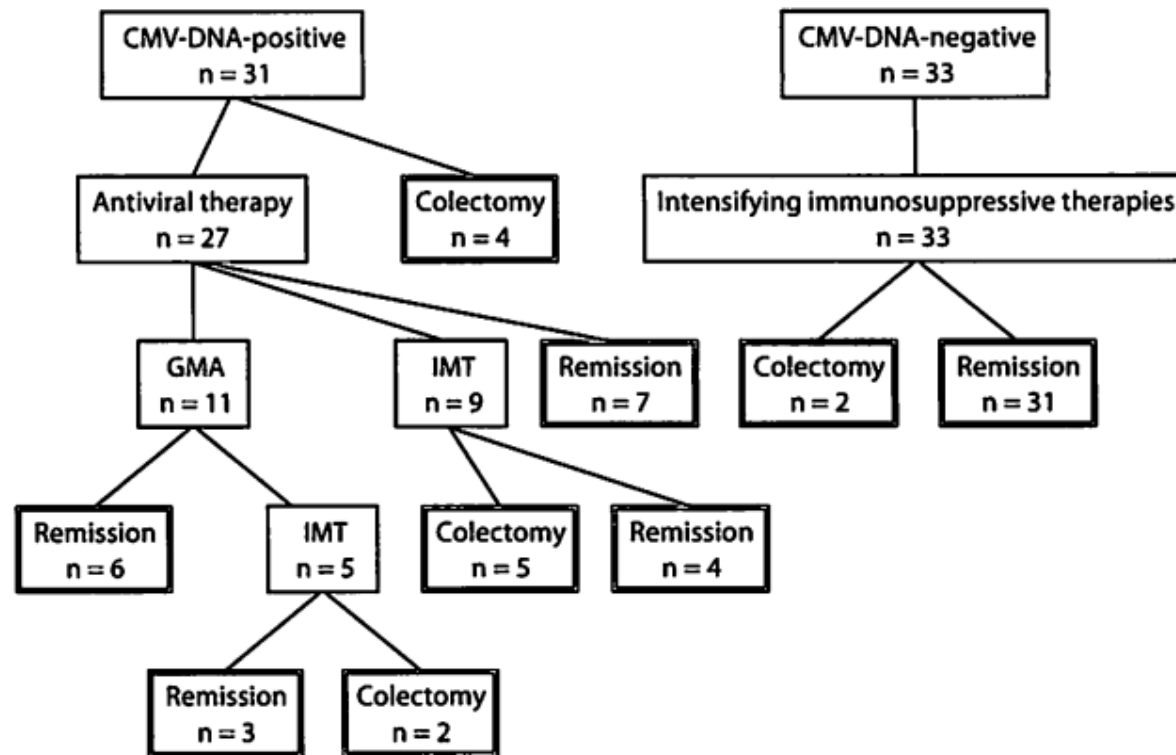 CMV-DNA-positive
n = 31
CMV-DNA-negative
n = 33
Antiviral therapy
n = 27
Colectomy
n = 4
Intensifying immunosuppressive therapies
n = 33
GMA
n = 11
IMT
n = 9
Remission
n = 7
Colectomy
n = 2
Remission
n = 31
Remission
n = 6
IMT
n = 5
Colectomy
n = 5
Remission
n = 4
Remission
n = 3
Colectomy
n = 2